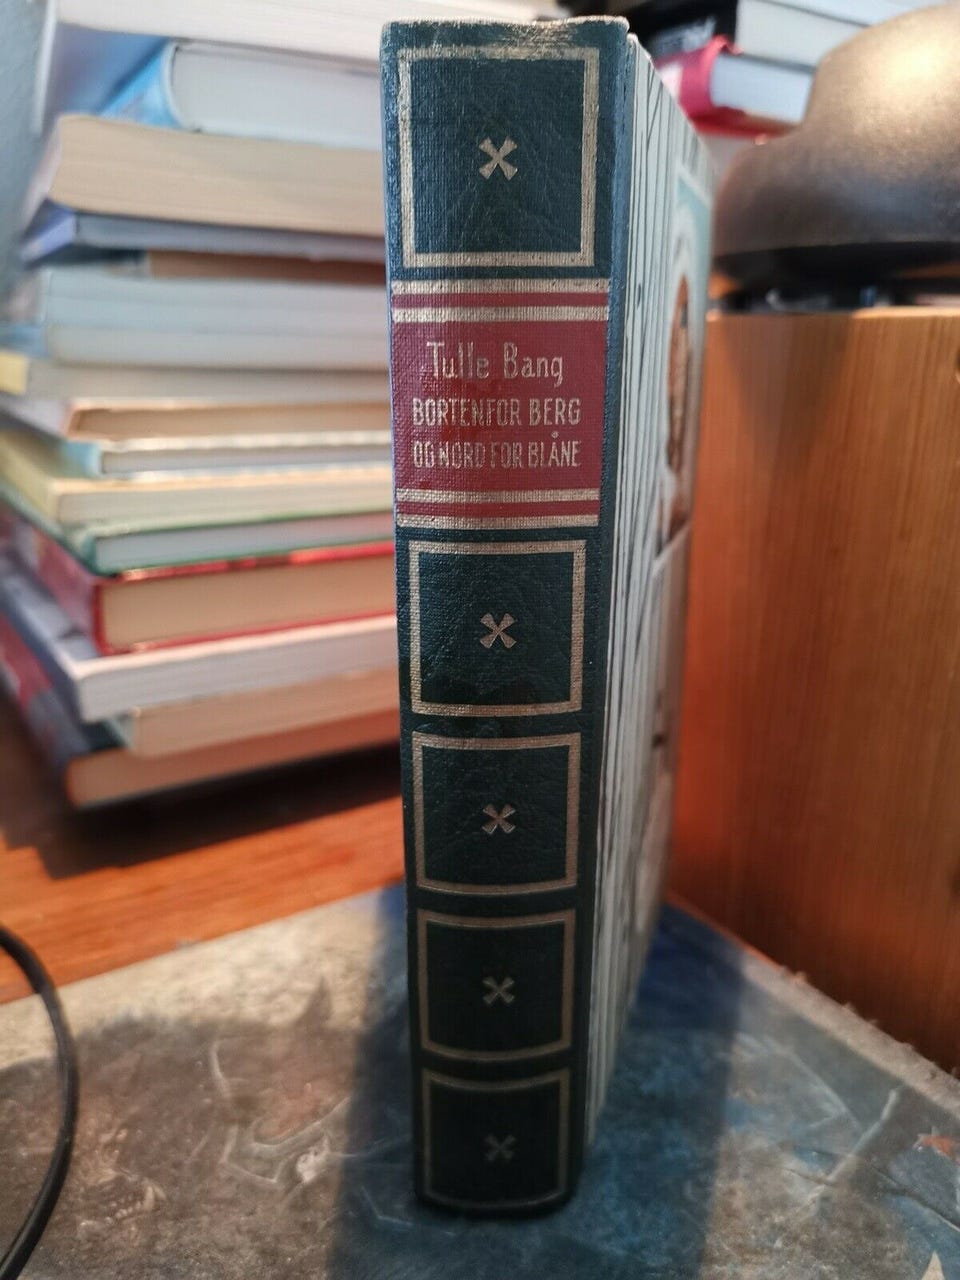 Tulle Bang
BORTENFOR BERG
OG NORD FOR BLÅNE